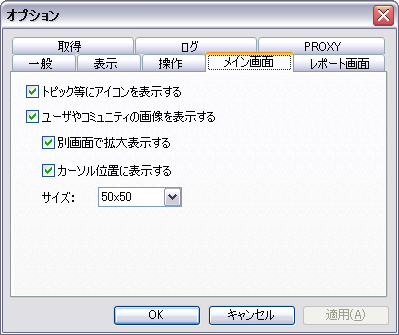 オプション
取得 ログ PROXY
一般 表示 操作 メイン画面 レポート画面
トピック等にアイコンを表示する
ユーザやコミュニティの画像を表示する
別画面で拡大表示する
カーソル位置に表示する
サイズ: 50x50
OK キャンセル 適用(A)